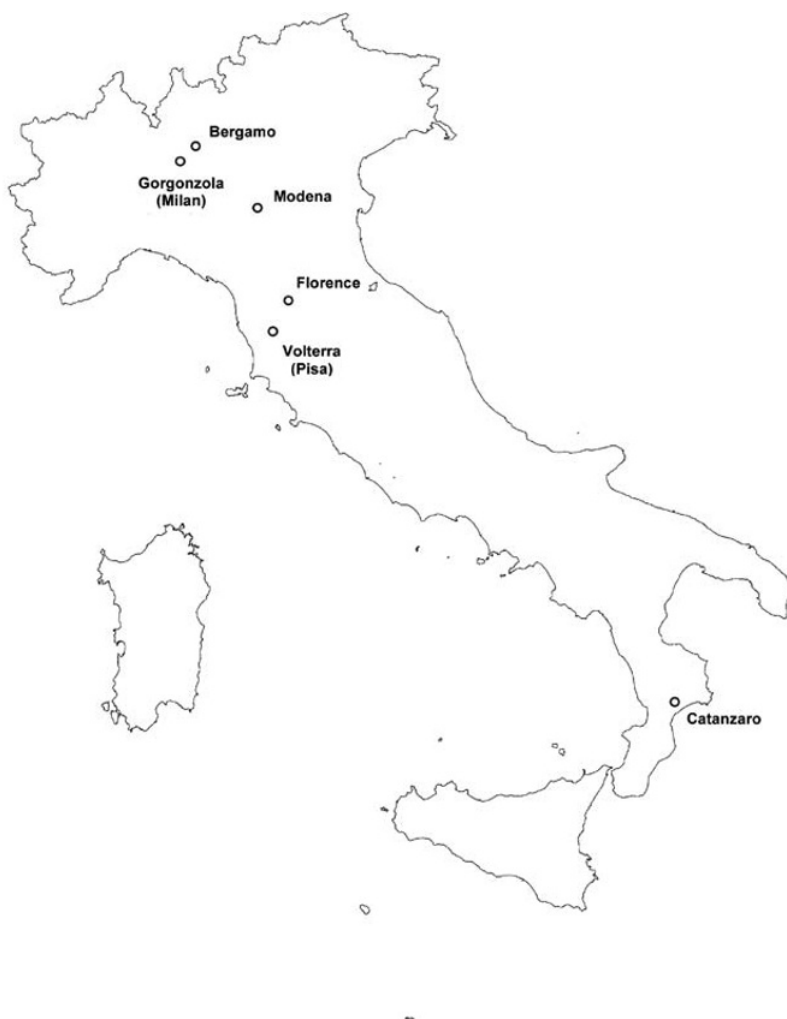 Bergamo
Gorgonzola
(Milan)
Modena
Florence
Volterra
(Pisa)
Catanzaro